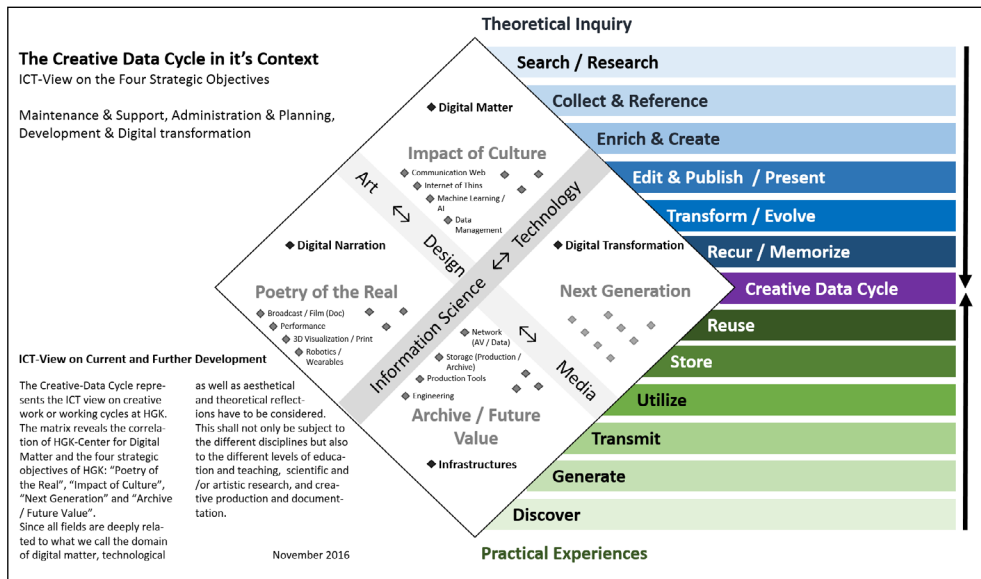 Theoretical Inquiry
The Creative Data Cycle in it's Context
ICT-View on the Four Strategic Objectives
Maintenance & Support, Administration & Planning,
Development & Digital transformation
Search / Research
Collect & Reference
Enrich & Create
Edit & Publish / Present
Transform / Evolve
Recur / Memorize
Creative Data Cycle
Reuse
Store
Utilize
Transmit
Generate
Discover
Practical Experiences
Digital Matter
Impact of Culture
Communication Web
Internet of Thins
Machine Learning /
AI
Data
Management
Art
Design
Media
Information Science
Technology
Digital Narration
Poetry of the Real
Broadcast / Film (Doc)
Performance
3D Visualization / Print
Robotics /
Wearables
Digital Transformation
Next Generation
Network
(AV / Data)
Storage (Production /
Archive)
Production Tools
Engineering
Archive / Future
Value
Infrastructures
ICT-View on Current and Further Development
The Creative-Data Cycle repre-
sents the ICT view on creative
work or working cycles at HGK.
The matrix reveals the correla-
tion of HGK-Center for Digital
Matter and the four strategic
objectives of HGK: “Poetry of
the Real”, “Impact of Culture”,
“Next Generation” and “Archive
/ Future Value”.
Since all fields are deeply rela-
ted to what we call the domain
of digital matter, technological
as well as aesthetical
and theoretical reflect-
ions have to be considered.
This shall not only be subject to
the different disciplines but also
to the different levels of educa-
tion and teaching, scientific and
/or artistic research, and crea-
tive production and document-
tation.
November 2016